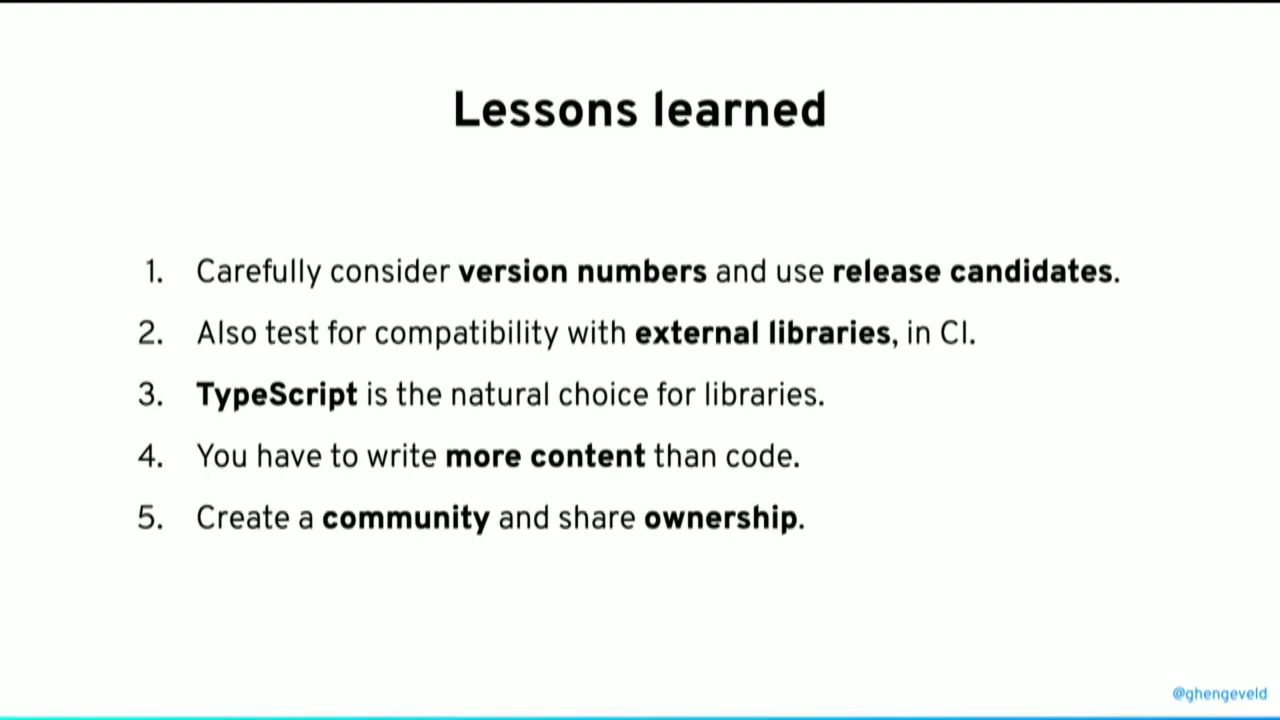 Lessons learned
1. Carefully consider version numbers and use release candidates.
2. Also test for compatibility with external libraries, in CI.
3. TypeScript is the natural choice for libraries.
4. You have to write more content than code.
5. Create a community and share ownership.
@ghengeveld